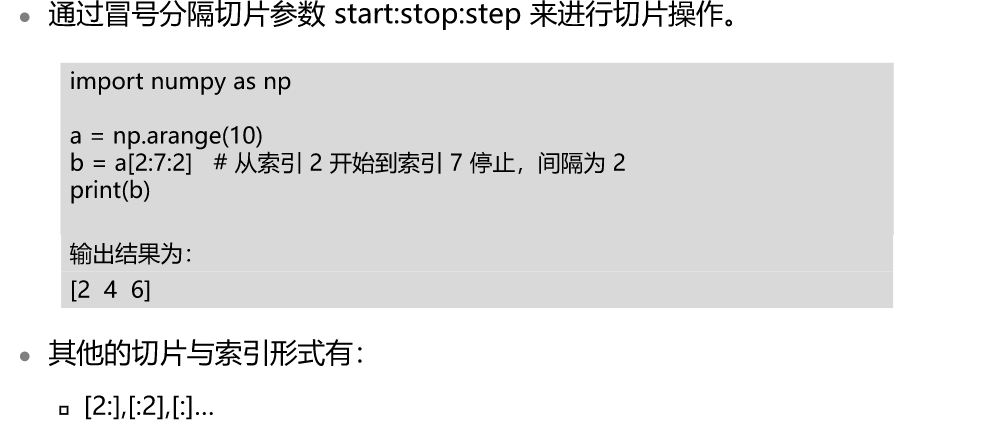 通过冒号分隔切片参数 start:stop:step 来进行切片操作。
import numpy as np
a = np.arange(10)
b = a[2:7:2]   # 从索引 2 开始到索引 7 停止，间隔为 2
print(b)
输出结果为：
[2  4  6]
其他的切片与索引形式有：
[2:],[:2],[:]...